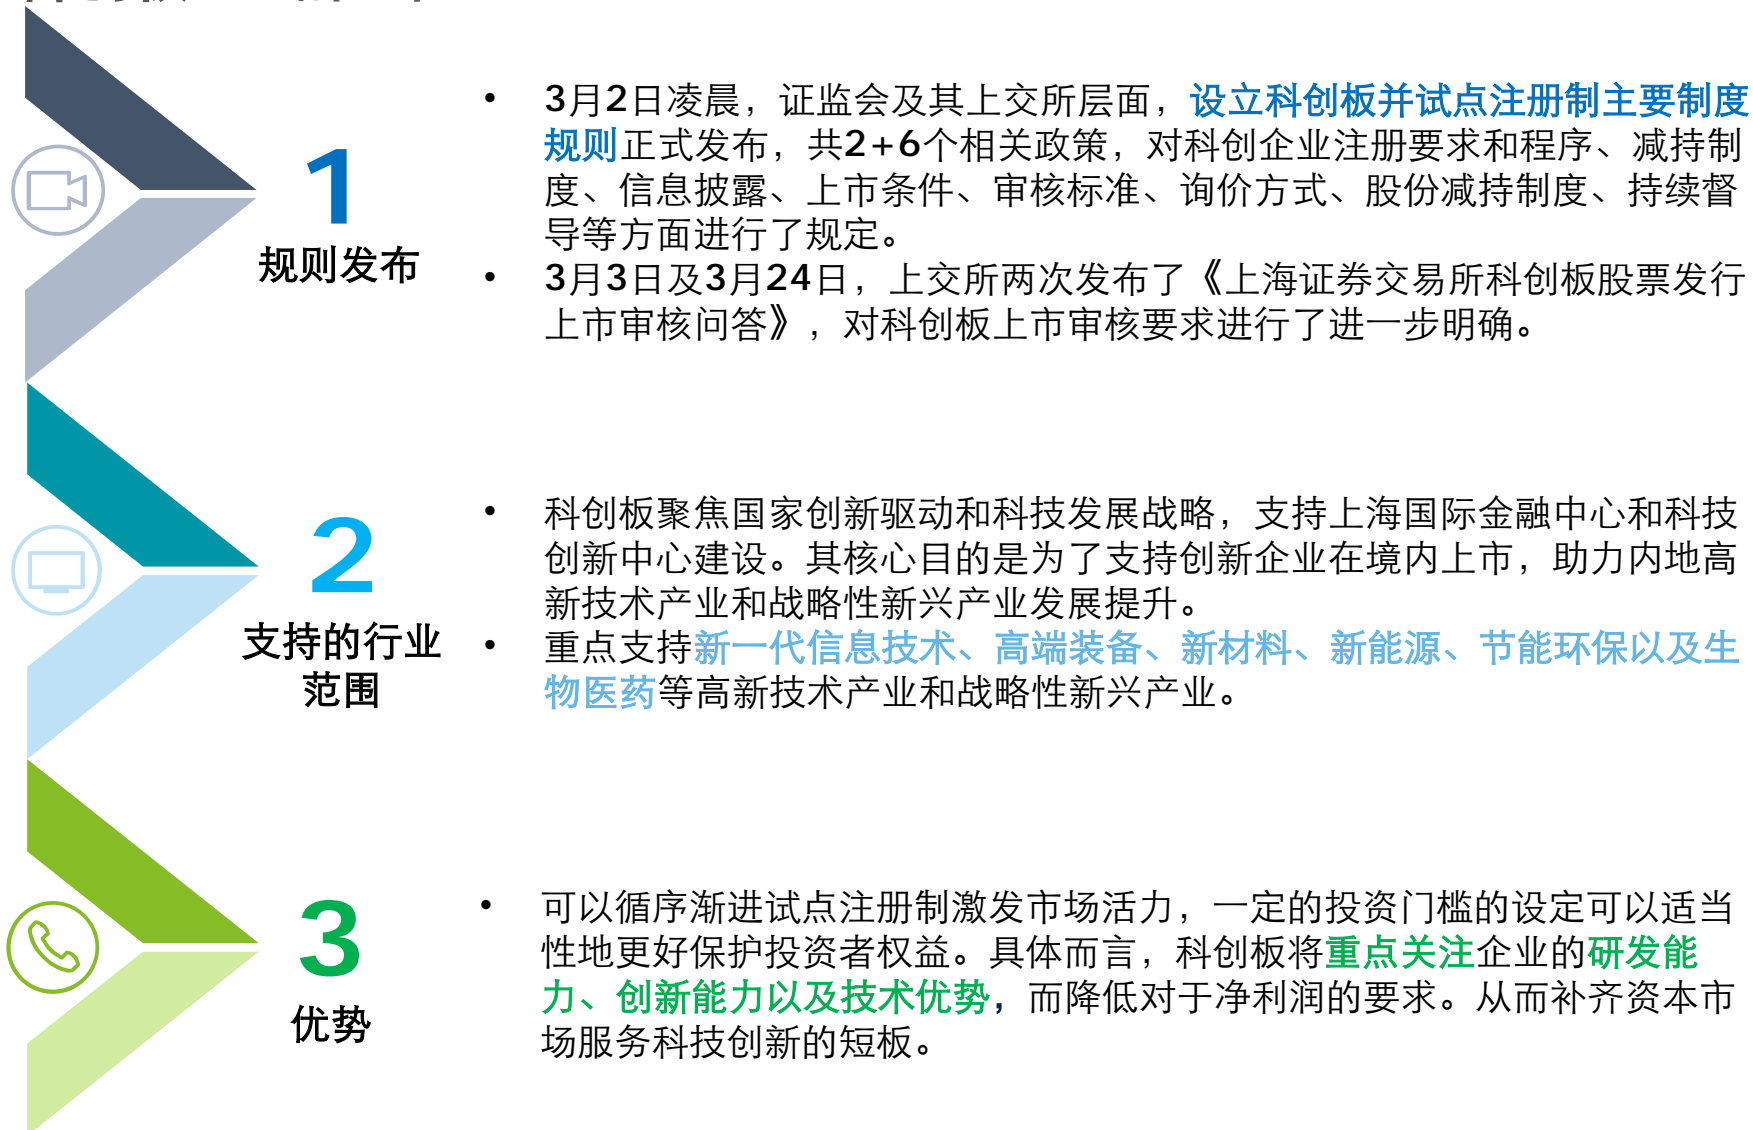 1
规则发布
• 3月2日凌晨，证监会及其上交所层面，设立科创板并试点注册制主要制度
规则正式发布，共2+6个相关政策，对科创企业注册要求和程序、减持制
度、信息披露、上市条件、审核标准、询价方式、股份减持制度、持续督
导等方面进行了规定。
• 3月3日及3月24日，上交所两次发布了《上海证券交易所科创板股票发行
上市审核问答》，对科创板上市审核要求进行了进一步明确。
2
支持的行业
范围
• 科创板聚焦国家创新驱动和科技发展战略，支持上海国际金融中心和科技
创新中心建设。其核心目的是为了支持创新企业在境内上市，助力内地高
新技术产业和战略性新兴产业发展提升。
• 重点支持新一代信息技术、高端装备、新材料、新能源、节能环保以及生
物医药等高新技术产业和战略性新兴产业。
3
优势
• 可以循序渐进试点注册制激发市场活力，一定的投资门槛的设定可以适当
性地更好保护投资者权益。具体而言，科创板将重点关注企业的研发能
力、创新能力以及技术优势，而降低对于净利润的要求。从而补齐资本市
场服务科技创新的短板。